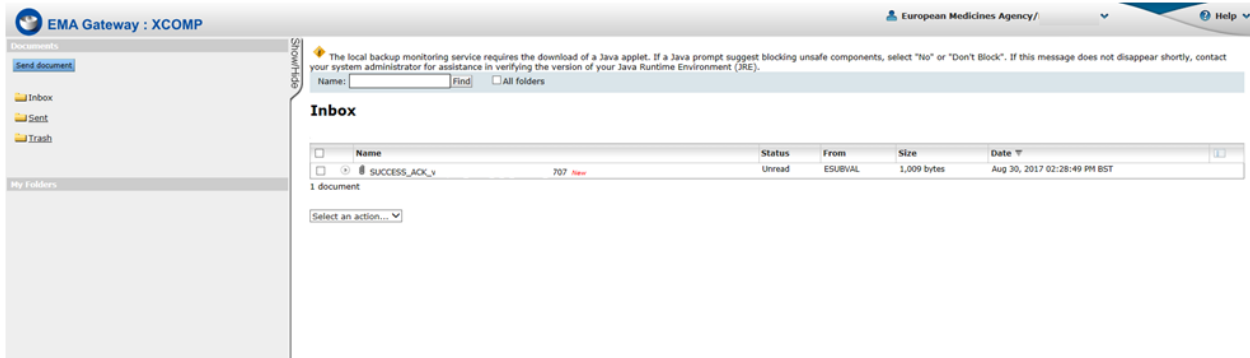 EMA Gateway : XCOMP
European Medicines Agency/
Help
Documents
Send document
Inbox
Sent
Trash
My Folders
Show/Hide
The local backup monitoring service requires the download of a Java applet. If a Java prompt suggest blocking unsafe components, select "No" or "Don't Block". If this message does not disappear shortly, contact
your system administrator for assistance in verifying the version of your Java Runtime Environment (JRE).
Name: Find All folders
Inbox
Name Status From Size Date
SUCCESS_ACK_v 707 New Unread ESUBVAL 1,009 bytes Aug 30, 2017 02:28:49 PM BST
1 document
Select an action...